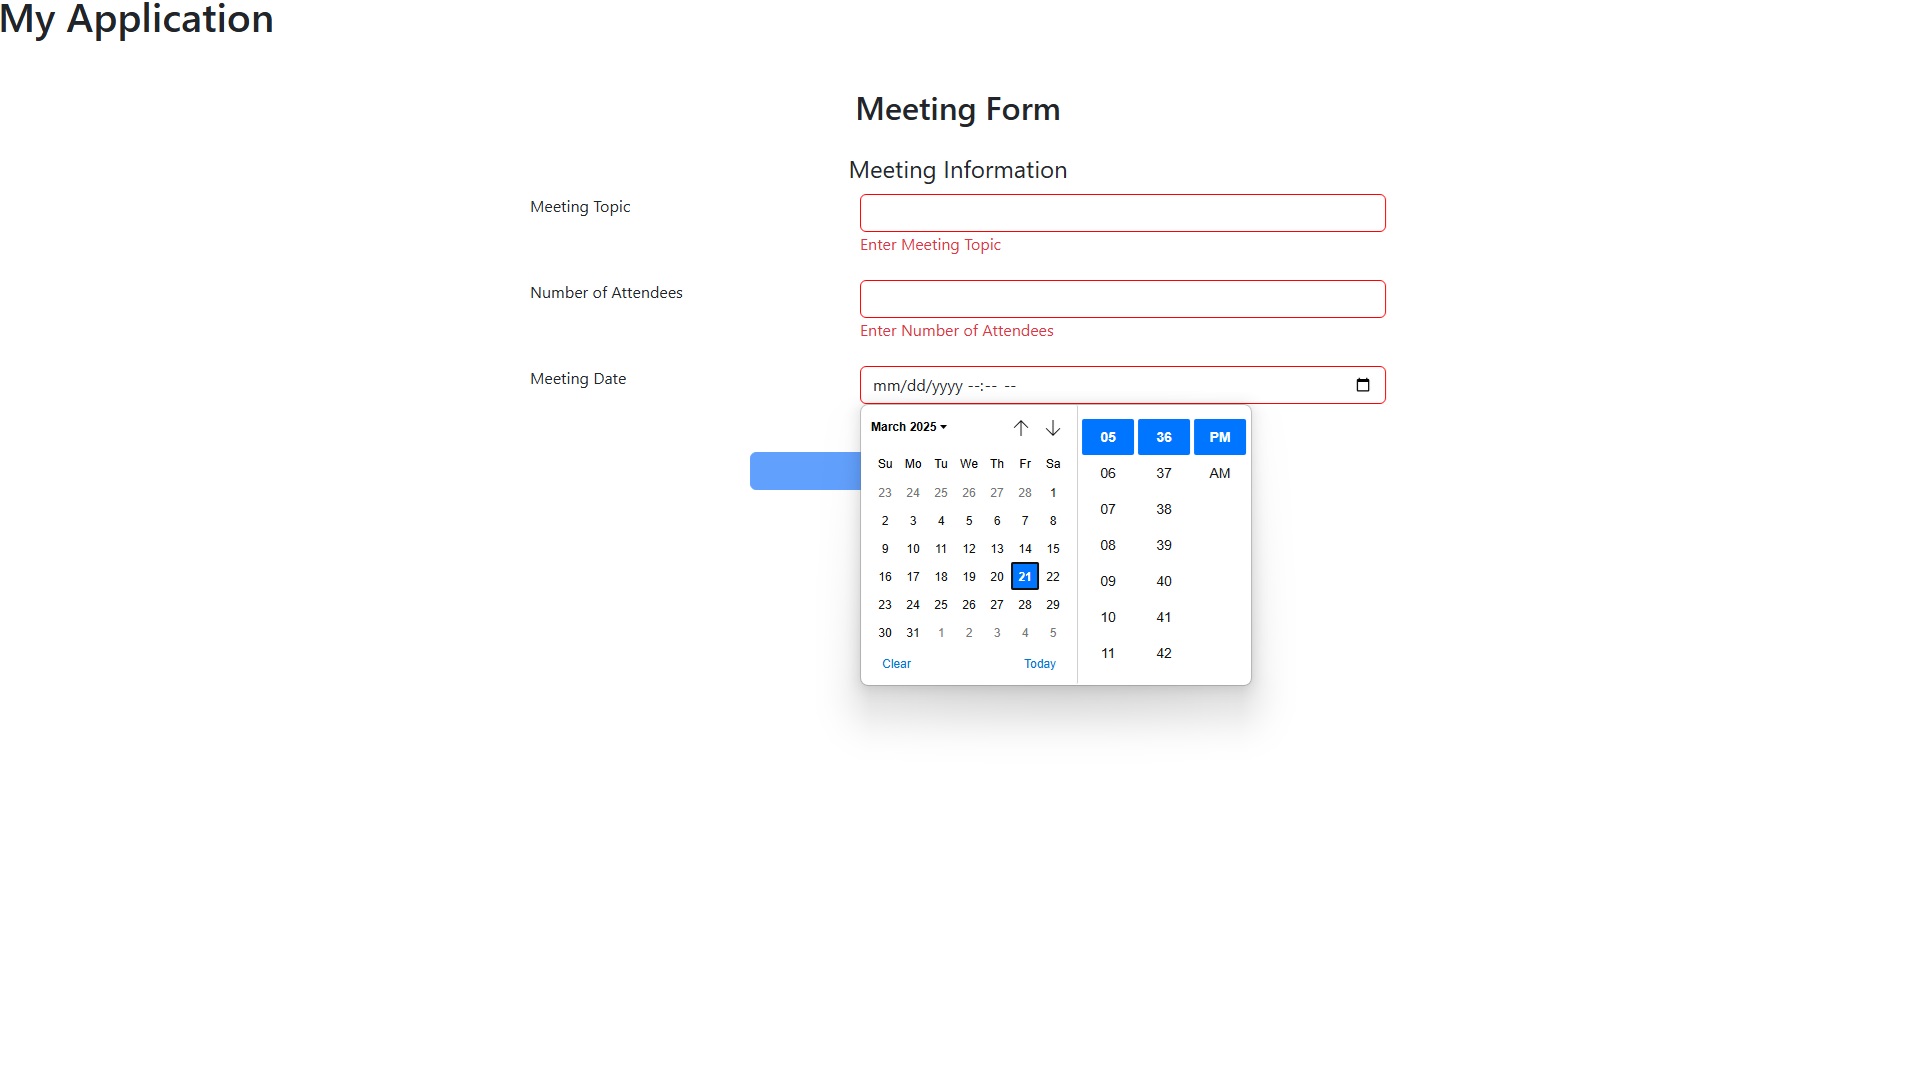 My Application
Meeting Form
Meeting Information
Meeting Topic
Enter Meeting Topic
Number of Attendees
Enter Number of Attendees
Meeting Date
mm/dd/yyyy --:-- --
March 2025
Su Mo Tu We Th Fr Sa
23 24 25 26 27 28 1
2 3 4 5 6 7 8
9 10 11 12 13 14 15
16 17 18 19 20 21 22
23 24 25 26 27 28 29
30 31 1 2 3 4 5
Clear Today
05 36 PM
06 37 AM
07 38
08 39
09 40
10 41
11 42